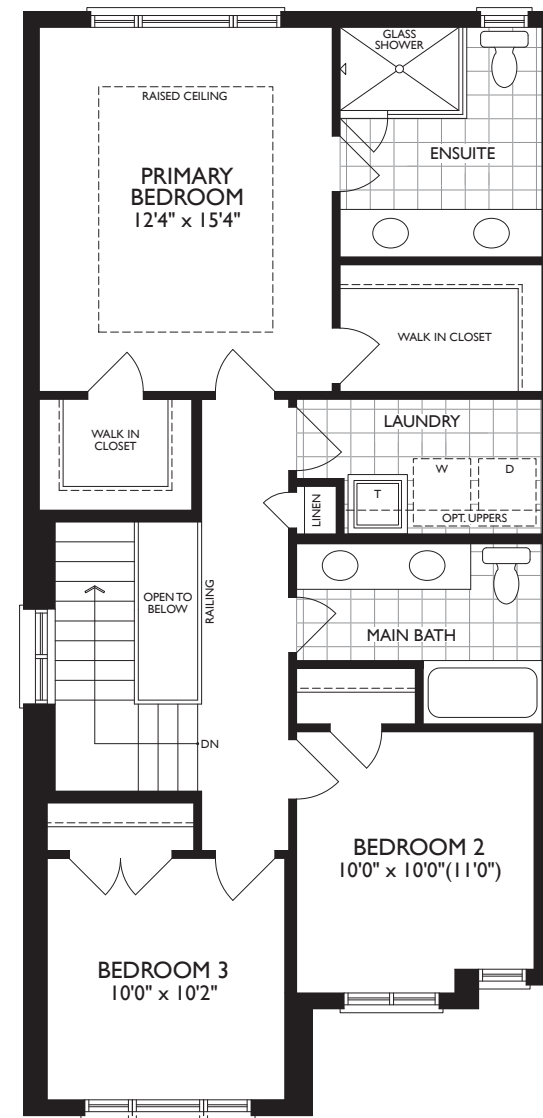 GLASS
SHOWER
RAISED CEILING
PRIMARY
BEDROOM
12'4" x 15'4"
ENSUITE
WALK IN CLOSET
WALK IN
CLOSET
LAUNDRY
W
D
T
OPT. UPPERS
LINEN
OPEN TO
BELOW
RAILING
MAIN BATH
DN
BEDROOM 2
10'0" x 10'0"(11'0")
BEDROOM 3
10'0" x 10'2"